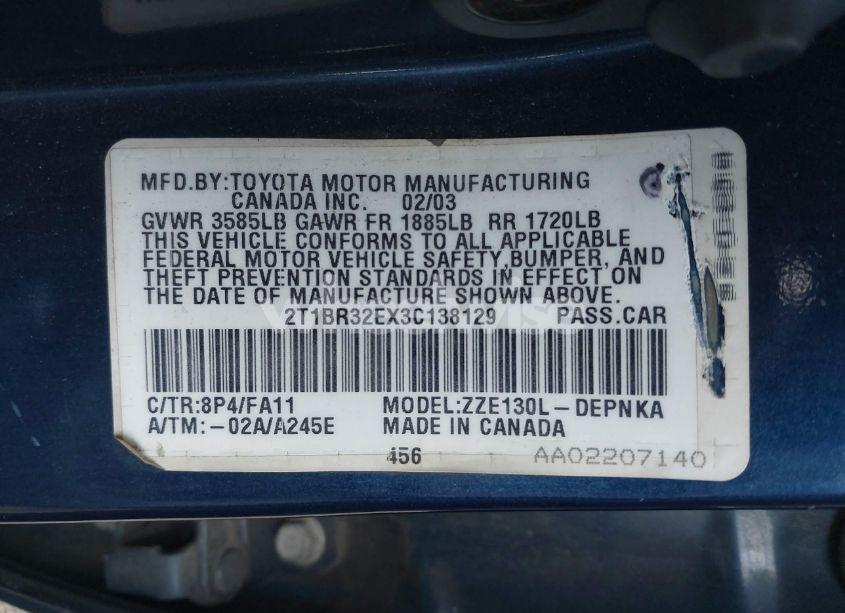 MFD.BY:TOYOTA MOTOR MANUFACTURING
CANADA INC. 02/03
GVWR 3585LB GAWR FR 1885LB RR 1720LB
THIS VEHICLE CONFORMS TO ALL APPLICABLE
FEDERAL MOTOR VEHICLE SAFETY,BUMPER, AND
THEFT PREVENTION STANDARDS IN EFFECT ON
THE DATE OF MANUFACTURE SHOWN ABOVE.
2T1BR32EX3C138129 PASS.CAR
C/TR:8P4/FA11 MODEL:ZZE130L-DEPNKA
A/TM:-02A/A245E MADE IN CANADA
456 AA02207140